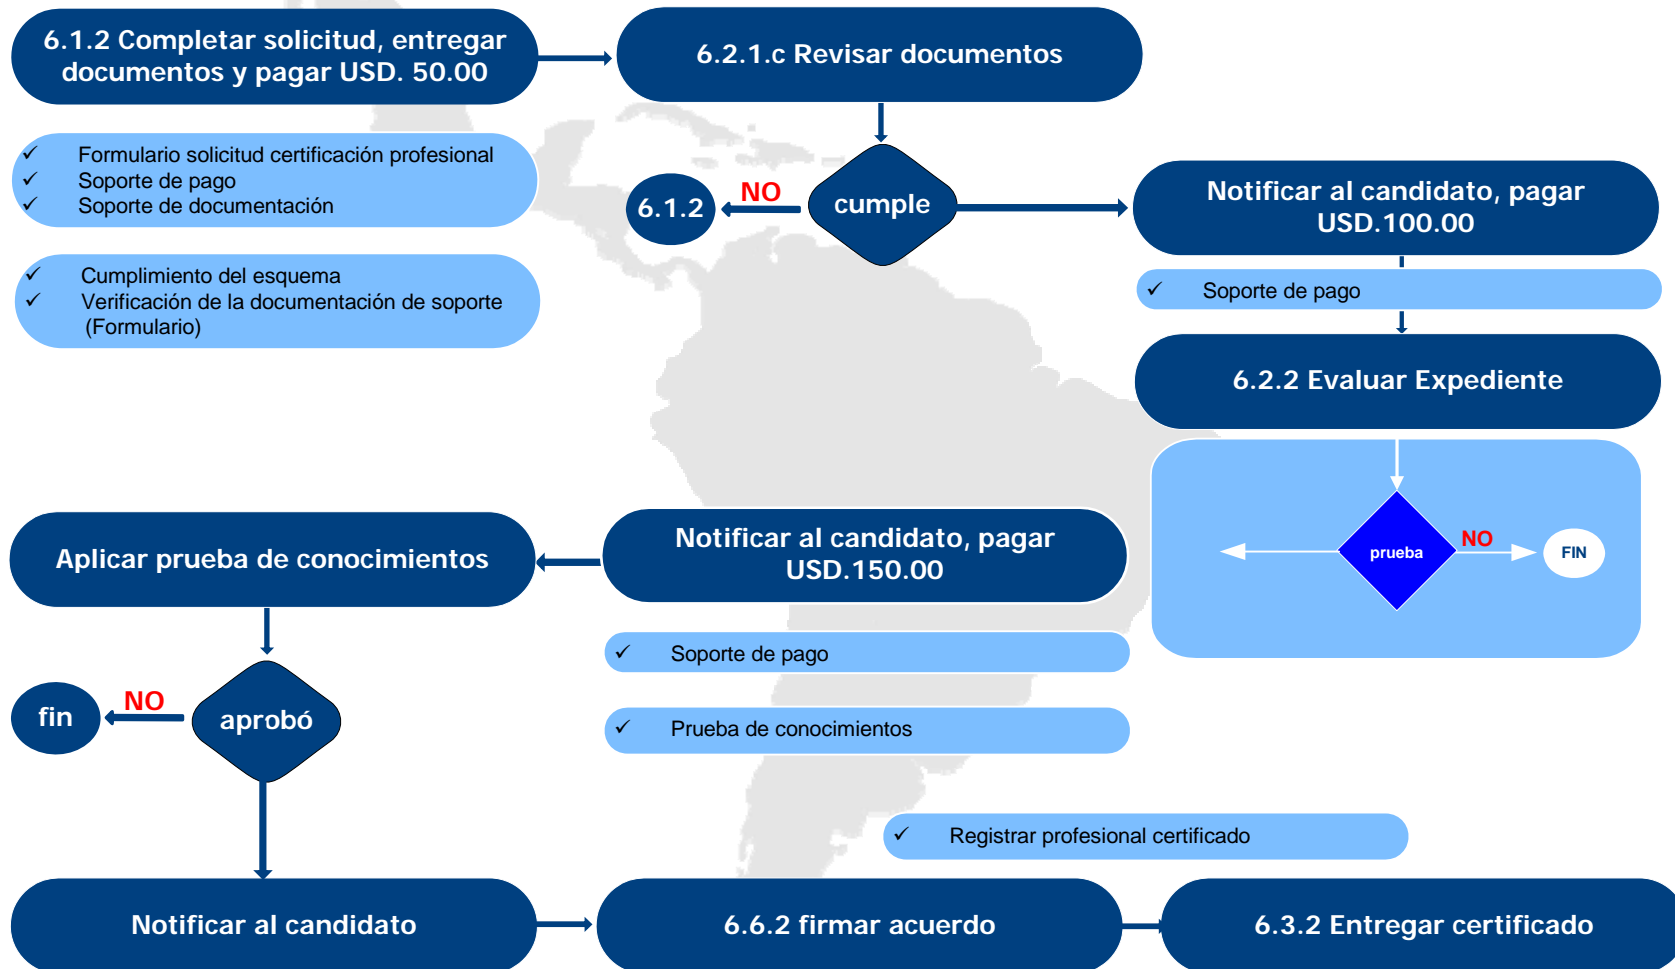 6.1.2 Completar solicitud, entregar
documentos y pagar USD. 50.00
6.2.1.c Revisar documentos
✓ Formulario solicitud certificación profesional
✓ Soporte de pago
✓ Soporte de documentación
6.1.2
NO
cumple
Notificar al candidato, pagar
USD.100.00
✓ Cumplimiento del esquema
✓ Verificación de la documentación de soporte
(Formulario)
✓ Soporte de pago
6.2.2 Evaluar Expediente
prueba
NO
FIN
Notificar al candidato, pagar
USD.150.00
Aplicar prueba de conocimientos
✓ Soporte de pago
✓ Prueba de conocimientos
fin
NO
aprobó
✓ Registrar profesional certificado
Notificar al candidato
6.6.2 firmar acuerdo
6.3.2 Entregar certificado